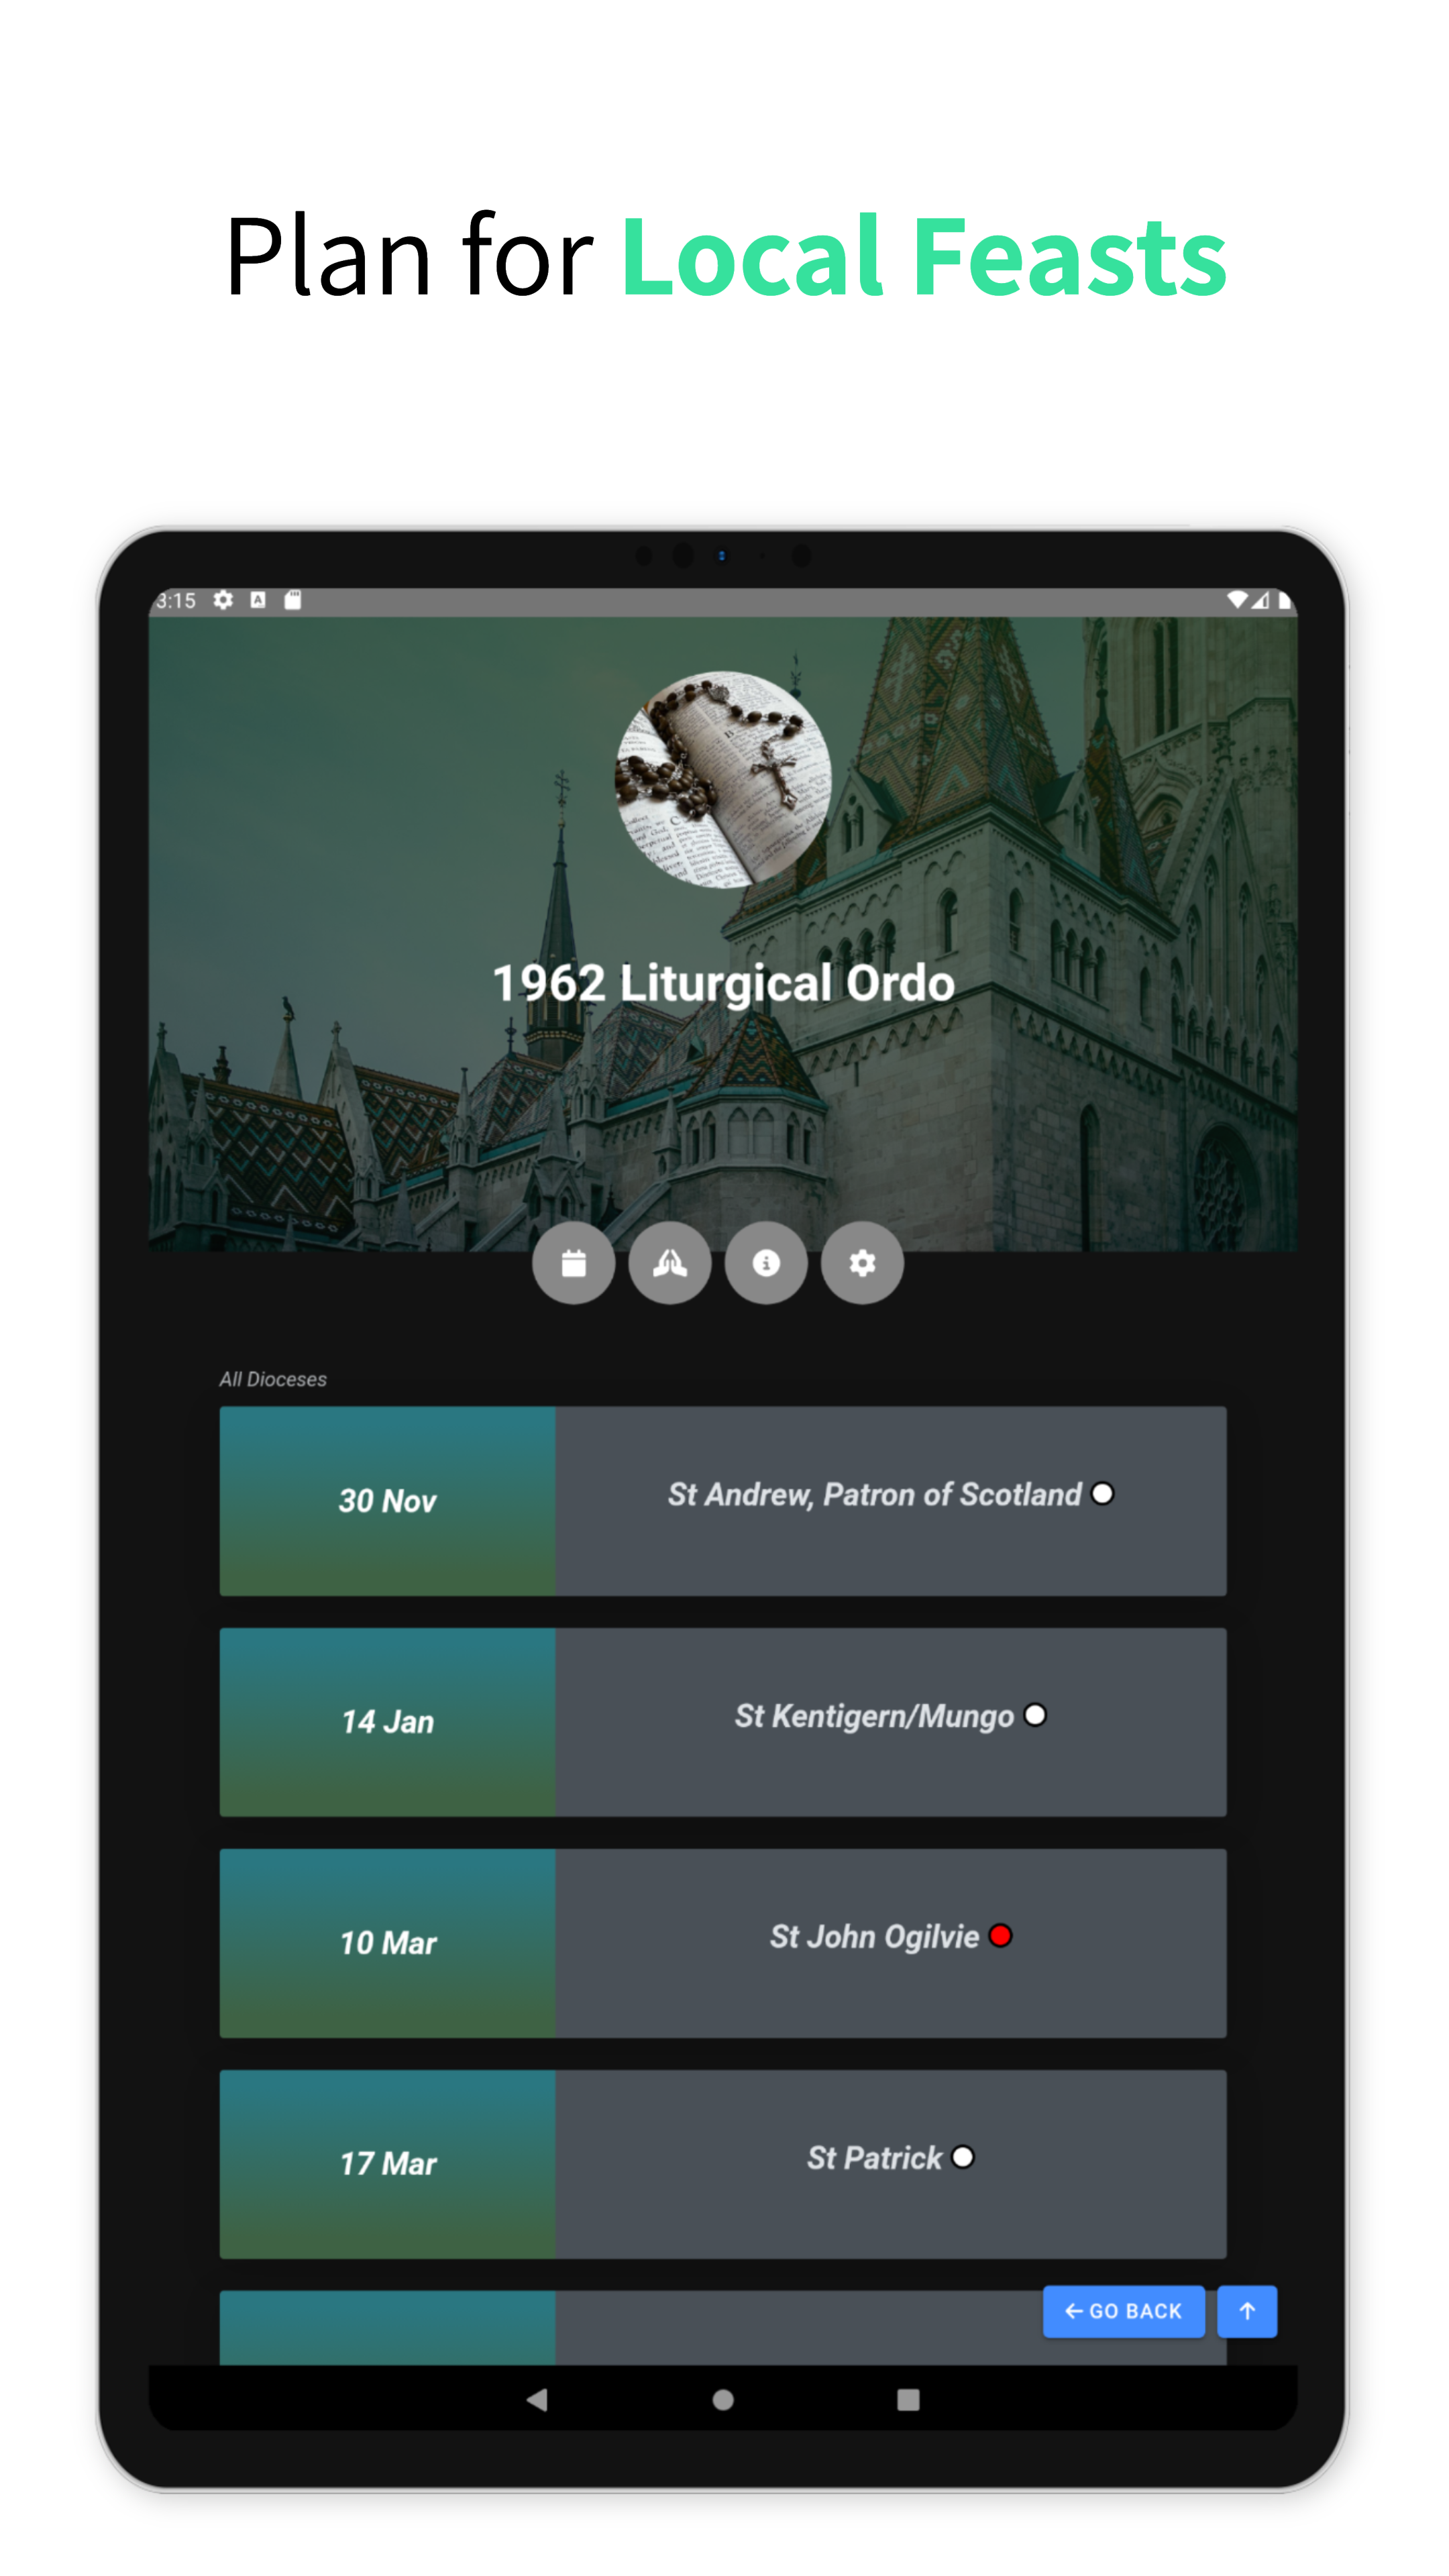 Plan for Local Feasts
3:15
1962 Liturgical Ordo
All Dioceses
30 Nov
St Andrew, Patron of Scotland
14 Jan
St Kentigern/Mungo
10 Mar
St John Ogilvie
17 Mar
St Patrick
GO BACK